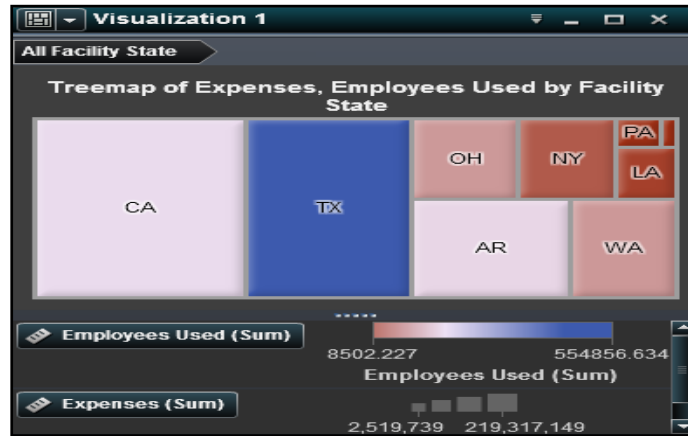 Visualization 1
All Facility State
Treemap of Expenses, Employees Used by Facility
State
CA
TX
OH
NY
PA
LA
AR
WA
Employees Used (Sum)
8502.227 554856.634
Employees Used (Sum)
Expenses (Sum)
2,519,739 219,317,149